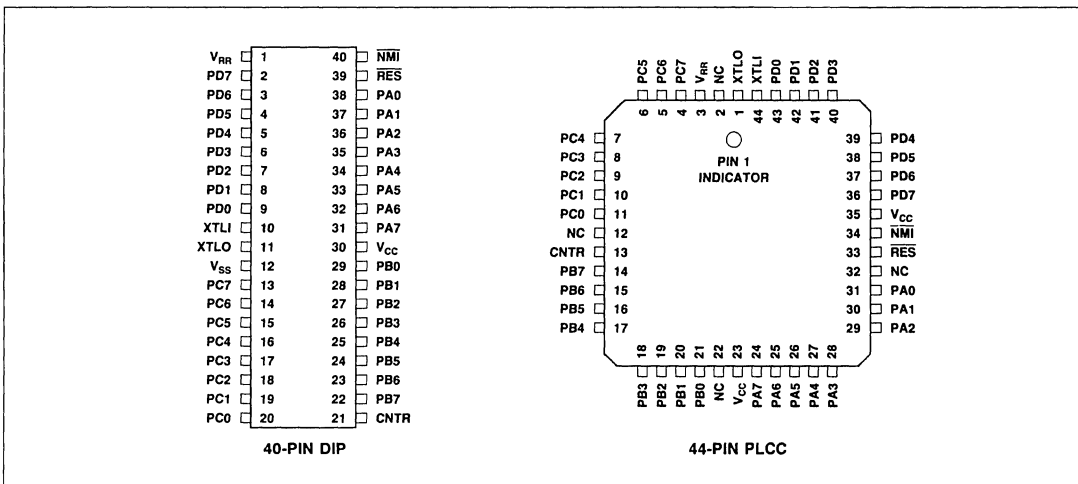 VRR 1 40 NMI
PD7 2 39 RES
PD6 3 38 PA0
PD5 4 37 PA1
PD4 5 36 PA2
PD3 6 35 PA3
PD2 7 34 PA4
PD1 8 33 PA5
PD0 9 32 PA6
XTLI 10 31 PA7
XTLO 11 30 VCC
VSS 12 29 PB0
PC7 13 28 PB1
PC6 14 27 PB2
PC5 15 26 PB3
PC4 16 25 PB4
PC3 17 24 PB5
PC2 18 23 PB6
PC1 19 22 PB7
PC0 20 21 CNTR
40-PIN DIP
PC5 PC6 PC7 VRR NC XTLO XTLI PD0 PD1 PD2 PD3
6 5 4 3 2 1 44 43 42 41 40
PC4 7 39 PD4
PIN 1
INDICATOR
PC3 8 38 PD5
PC2 9 37 PD6
PC1 10 36 PD7
PC0 11 35 VCC
NC 12 34 NMI
CNTR 13 33 RES
PB7 14 32 NC
PB6 15 31 PA0
PB5 16 30 PA1
PB4 17 29 PA2
18 19 20 21 22 23 24 25 26 27 28
PB3 PB2 PB1 PB0 NC VCC PA7 PA6 PA5 PA4 PA3
44-PIN PLCC